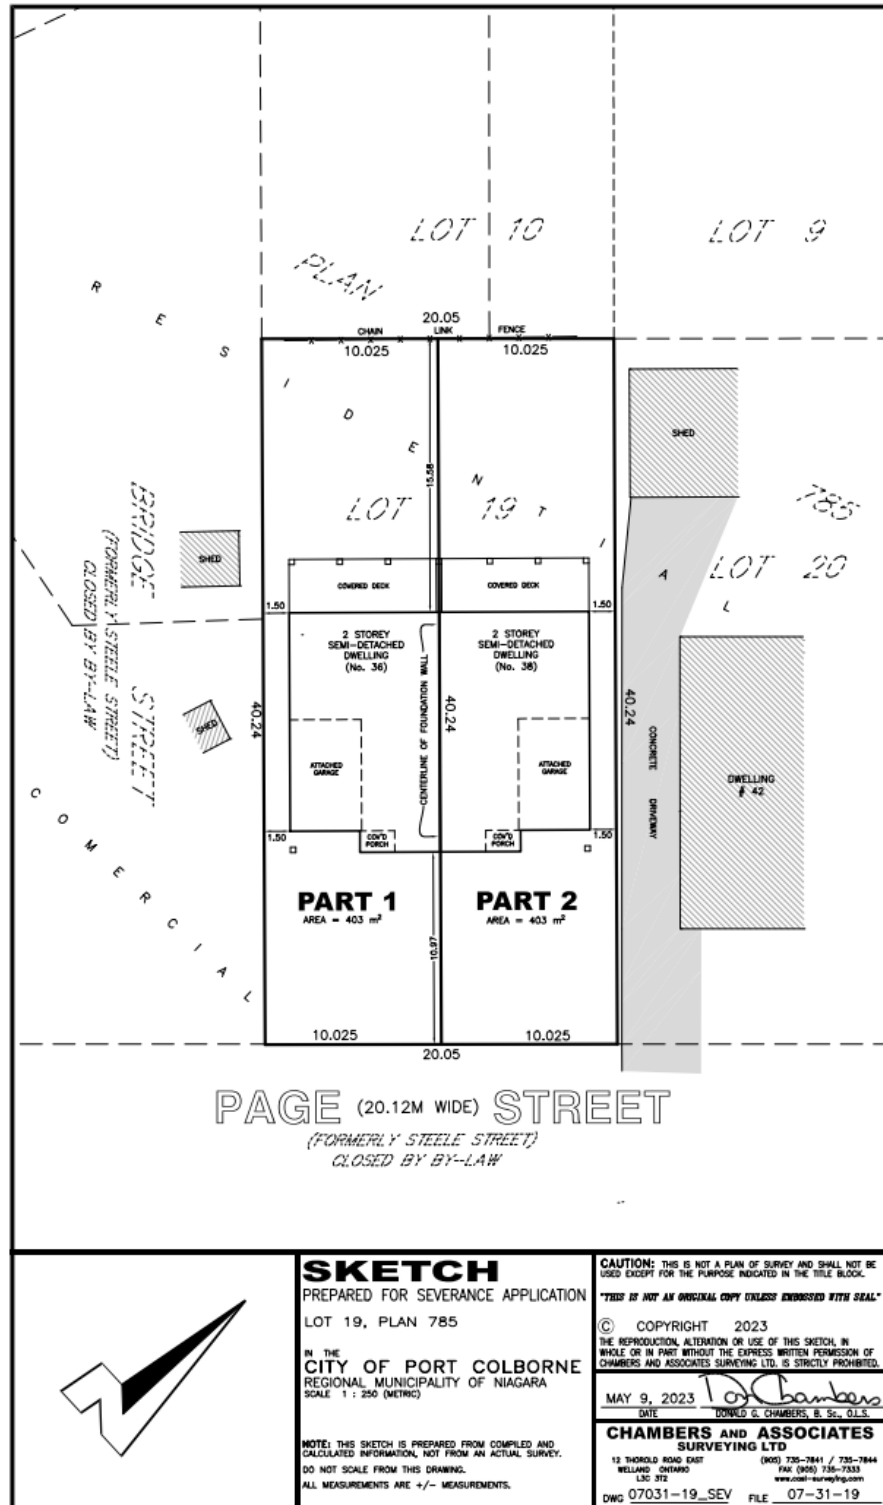 LOT 10
LOT 9
PLAN
20.05
CHAIN LINK FENCE
10.025
10.025
RESIDENTIAL
SHED
15.58
LOT 19
785
LOT 20
BRIDGE STREET
(FORMERLY STEELE STREET)
CLOSED BY BY-LAW
SHED
COVERED DECK
COVERED DECK
1.50
1.50
2 STOREY
SEMI-DETACHED
DWELLING
(No. 36)
2 STOREY
SEMI-DETACHED
DWELLING
(No. 38)
CENTERLINE OF FOUNDATION WALL
SHED
40.24
40.24
40.24
ATTACHED
GARAGE
ATTACHED
GARAGE
CONCRETE DRIVEWAY
DWELLING
# 42
1.50
1.50
COV'D
PORCH
COV'D
PORCH
COMERCIAL
PART 1
AREA = 403 m²
PART 2
AREA = 403 m²
10.97
10.025
10.025
20.05
PAGE (20.12M WIDE) STREET
(FORMERLY STEELE STREET)
CLOSED BY BY-LAW
SKETCH
PREPARED FOR SEVERANCE APPLICATION
LOT 19, PLAN 785
IN THE
CITY OF PORT COLBORNE
REGIONAL MUNICIPALITY OF NIAGARA
SCALE 1 : 250 (METRIC)
NOTE: THIS SKETCH IS PREPARED FROM COMPILED AND
CALCULATED INFORMATION, NOT FROM AN ACTUAL SURVEY.
DO NOT SCALE FROM THIS DRAWING.
ALL MEASUREMENTS ARE +/- MEASUREMENTS.
CAUTION: THIS IS NOT A PLAN OF SURVEY AND SHALL NOT BE
USED EXCEPT FOR THE PURPOSE INDICATED IN THE TITLE BLOCK.
"THIS IS NOT AN ORIGINAL COPY UNLESS EMBOSSED WITH SEAL"
© COPYRIGHT 2023
THE REPRODUCTION, ALTERATION OR USE OF THIS SKETCH, IN
WHOLE OR IN PART WITHOUT THE EXPRESS WRITTEN PERMISSION OF
CHAMBERS AND ASSOCIATES SURVEYING LTD. IS STRICTLY PROHIBITED.
MAY 9, 2023 Don Chambers
DATE DONALD G. CHAMBERS, B. Sc., O.L.S.
CHAMBERS AND ASSOCIATES
SURVEYING LTD
12 THOROLD ROAD EAST
WELLAND ONTARIO
L3C 3T2
(905) 735-7841 / 735-7844
FAX (905) 735-7333
www.casl-surveying.com
DWG 07031-19_SEV FILE 07-31-19